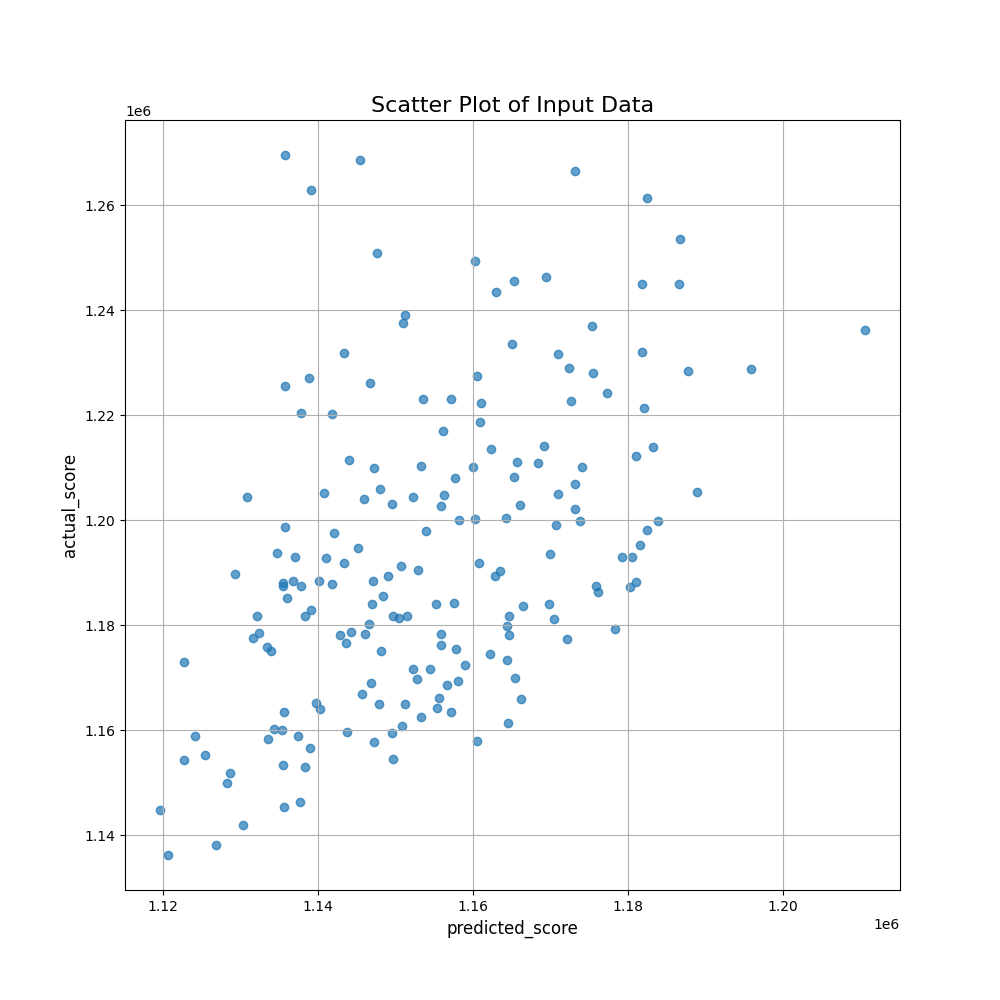 Scatter Plot of Input Data
1e6
1.26
1.24
1.22
1.20
1.18
1.16
1.14
actual_score
1.12 1.14 1.16 1.18 1.20
1e6
predicted_score